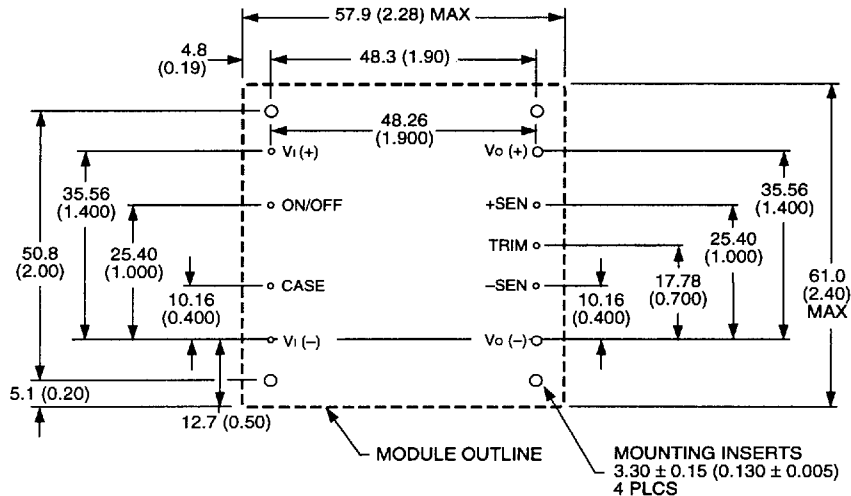 57.9 (2.28) MAX
4.8
(0.19)
48.3 (1.90)
48.26
(1.900)
VI (+)
VO (+)
35.56
(1.400)
35.56
(1.400)
ON/OFF
+SEN
50.8
(2.00)
25.40
(1.000)
TRIM
25.40
(1.000)
17.78
(0.700)
61.0
(2.40)
MAX
10.16
(0.400)
CASE
–SEN
10.16
(0.400)
VI (–)
VO (–)
5.1 (0.20)
12.7 (0.50)
MODULE OUTLINE
MOUNTING INSERTS
3.30 ± 0.15 (0.130 ± 0.005)
4 PLCS